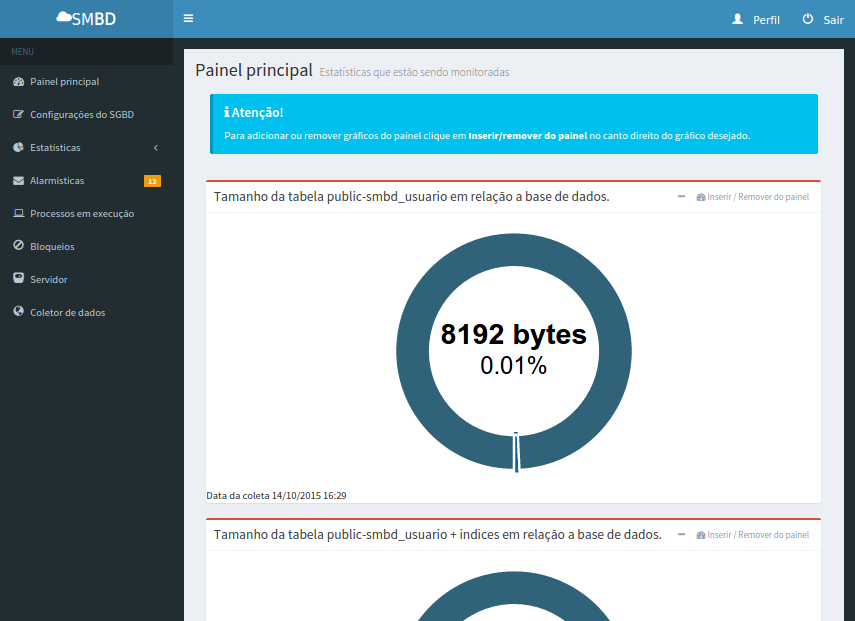 SMBD
Perfil
Sair
MENU
Painel principal
Configurações do SGBD
Estatísticas
Alarmísticas
12
Processos em execução
Bloqueios
Servidor
Coletor de dados
Painel principal Estatísticas que estão sendo monitoradas
Atenção!
Para adicionar ou remover gráficos do painel clique em Inserir/remover do painel no canto direito do gráfico desejado.
Tamanho da tabela public-smbd_usuario em relação a base de dados.
Inserir / Remover do painel
8192 bytes
0.01%
Data da coleta 14/10/2015 16:29
Tamanho da tabela public-smbd_usuario + indices em relação a base de dados.
Inserir / Remover do painel